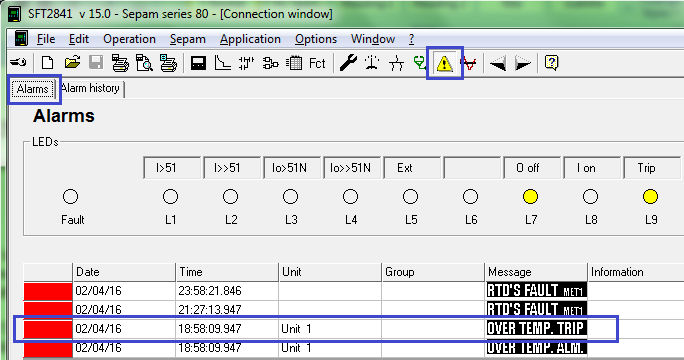 SFT2841 v 15.0 - Sepam series 80 - [Connection window]
File Edit Operation Sepam Application Options Window ?
Fct
Alarms Alarm history
Alarms
LEDs
I>51 I>>51 Io>51N Io>>51N Ext O off I on Trip
Fault L1 L2 L3 L4 L5 L6 L7 L8 L9
Date Time Unit Group Message Information
02/04/16 23:58:21.846 RTD'S FAULT MET1
02/04/16 21:27:13.947 RTD'S FAULT MET1
02/04/16 18:58:09.947 Unit 1 OVER TEMP. TRIP
02/04/16 18:58:09.947 Unit 1 OVER TEMP. ALM.